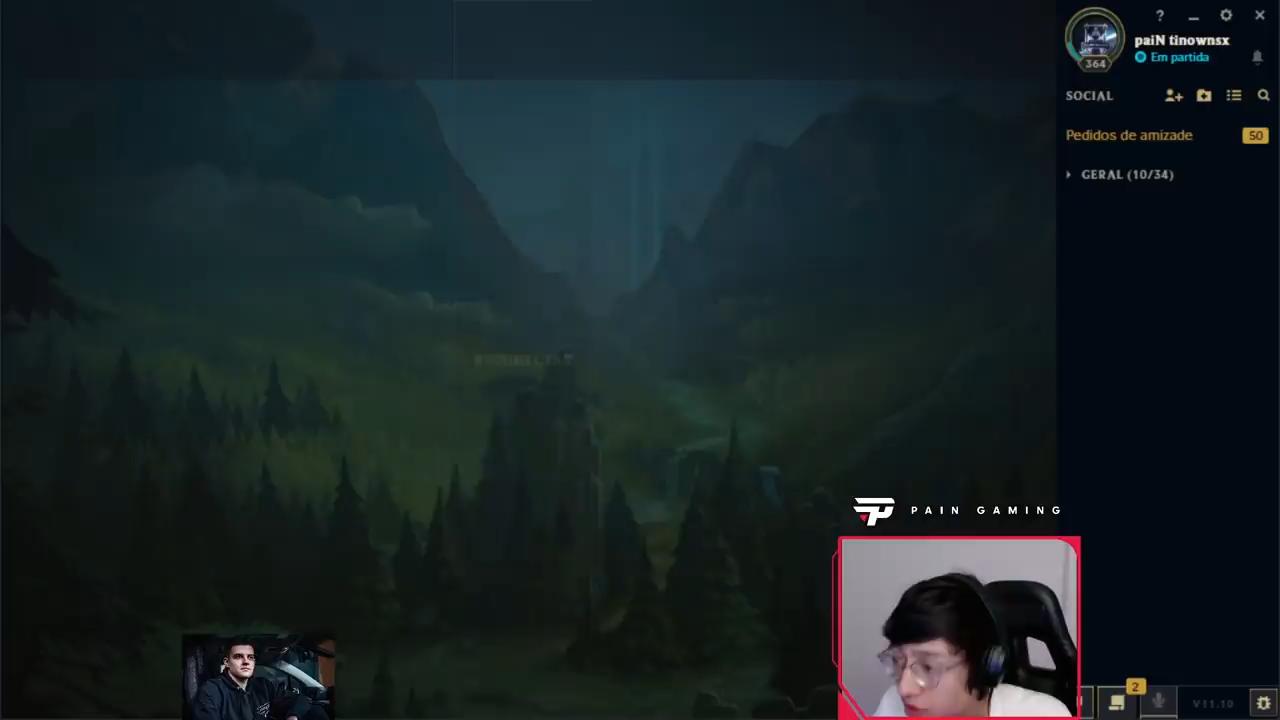 ?
paiN tinownsx
364
Em partida
SOCIAL
Pedidos de amizade
50
GERAL (10/34)
PAIN GAMING
2
V11.10